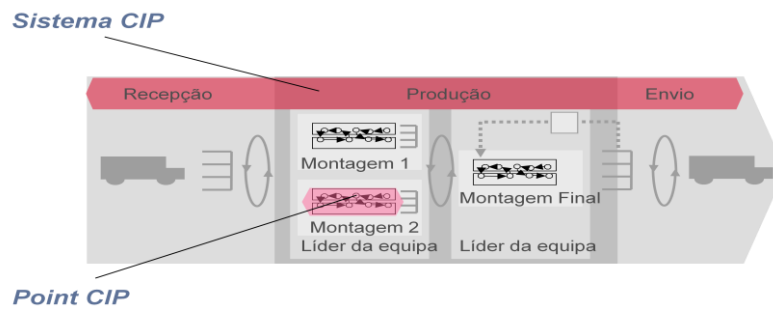 Sistema CIP
Recepção Produção Envio
Montagem 1
Montagem Final
Montagem 2
Líder da equipa Líder da equipa
Point CIP